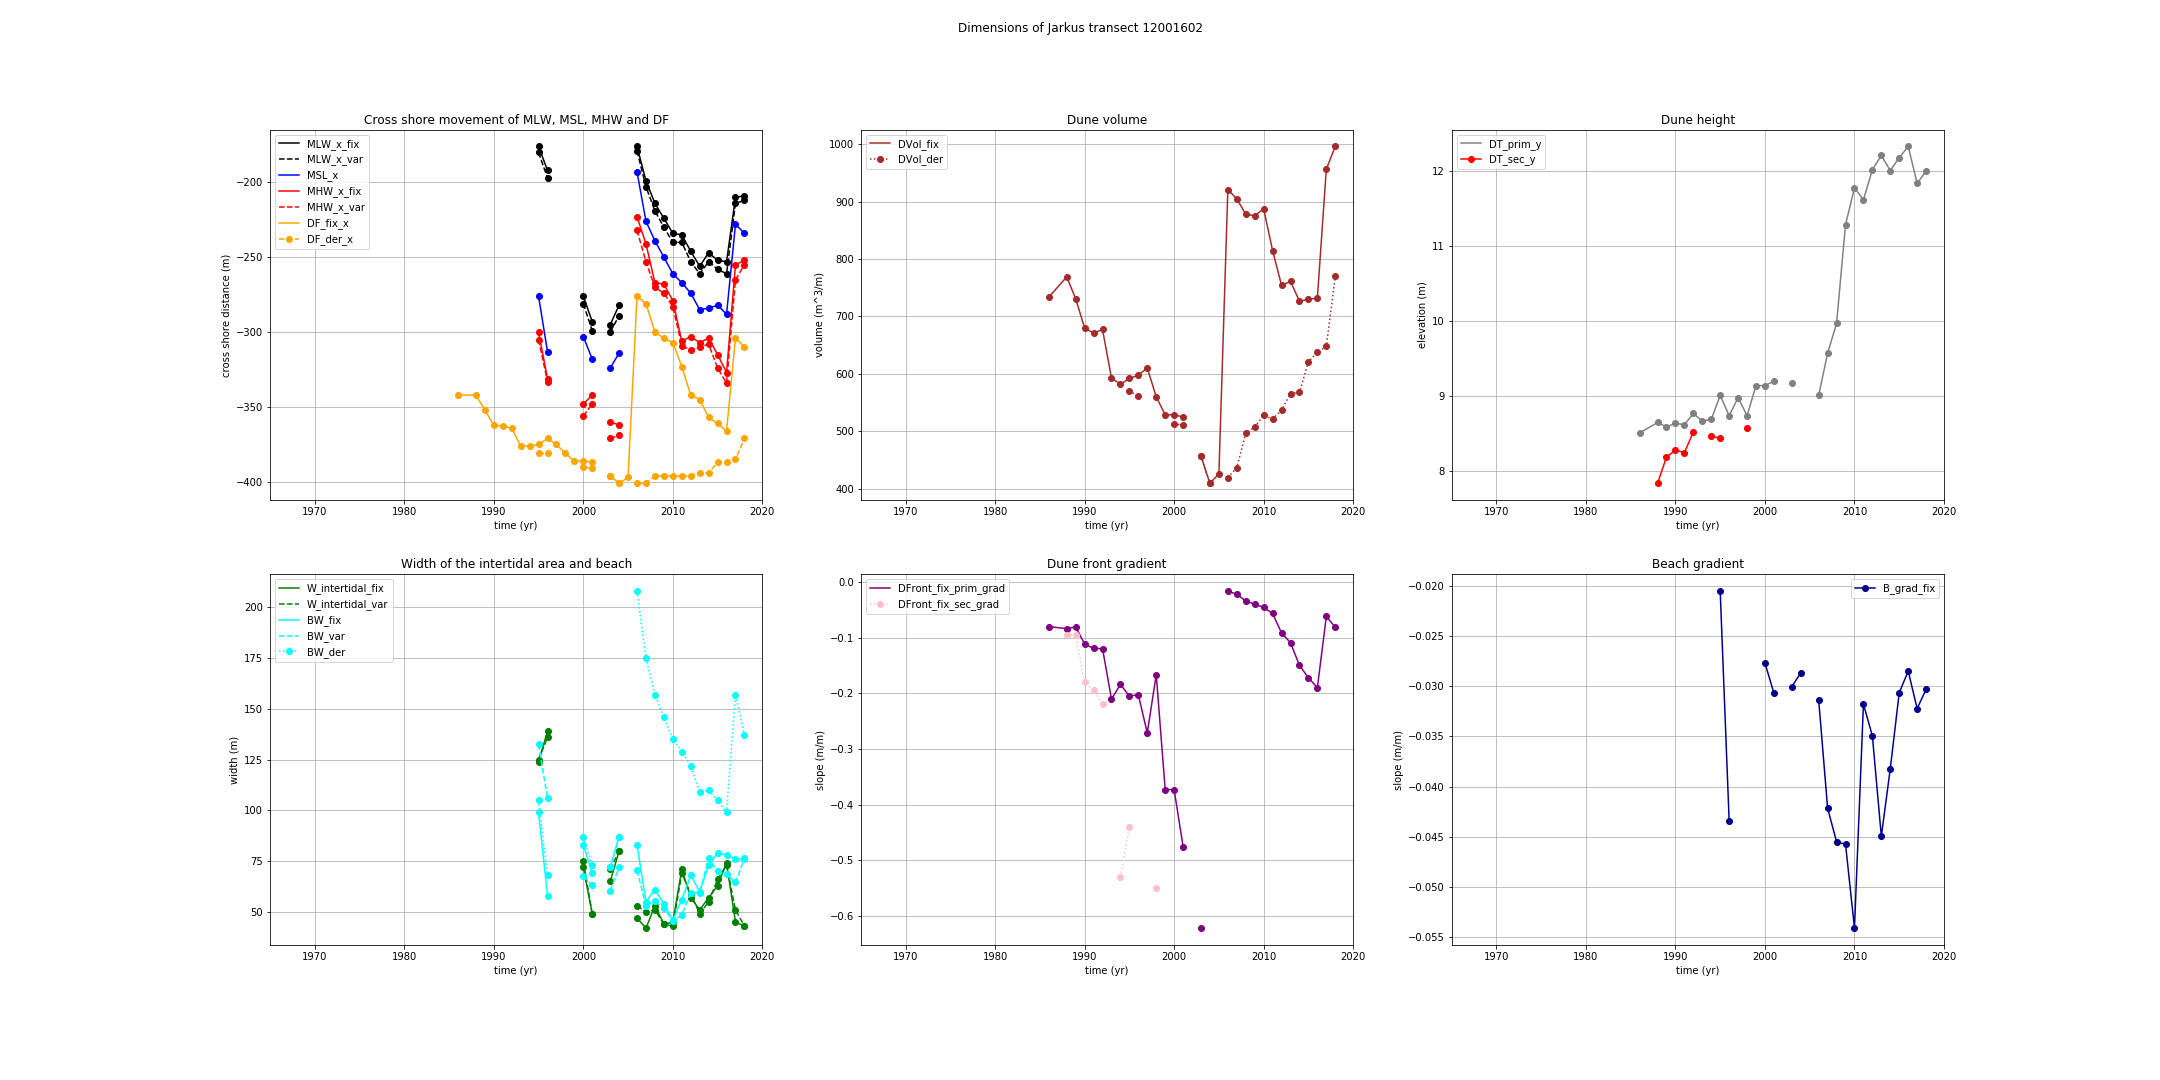 Dimensions of Jarkus transect 12001602
Cross shore movement of MLW, MSL, MHW and DF
MLW_x_fix
MLW_x_var
MSL_x
MHW_x_fix
MHW_x_var
DF_fix_x
DF_der_x
cross shore distance (m)
−200
−250
−300
−350
−400
1970 1980 1990 2000 2010 2020
time (yr)
Dune volume
DVol_fix
DVol_der
volume (m^3/m)
1000
900
800
700
600
500
400
1970 1980 1990 2000 2010 2020
time (yr)
Dune height
DT_prim_y
DT_sec_y
elevation (m)
12
11
10
9
8
1970 1980 1990 2000 2010 2020
time (yr)
Width of the intertidal area and beach
W_intertidal_fix
W_intertidal_var
BW_fix
BW_var
BW_der
width (m)
200
175
150
125
100
75
50
1970 1980 1990 2000 2010 2020
time (yr)
Dune front gradient
DFront_fix_prim_grad
DFront_fix_sec_grad
slope (m/m)
0.0
−0.1
−0.2
−0.3
−0.4
−0.5
−0.6
1970 1980 1990 2000 2010 2020
time (yr)
Beach gradient
B_grad_fix
slope (m/m)
−0.020
−0.025
−0.030
−0.035
−0.040
−0.045
−0.050
−0.055
1970 1980 1990 2000 2010 2020
time (yr)